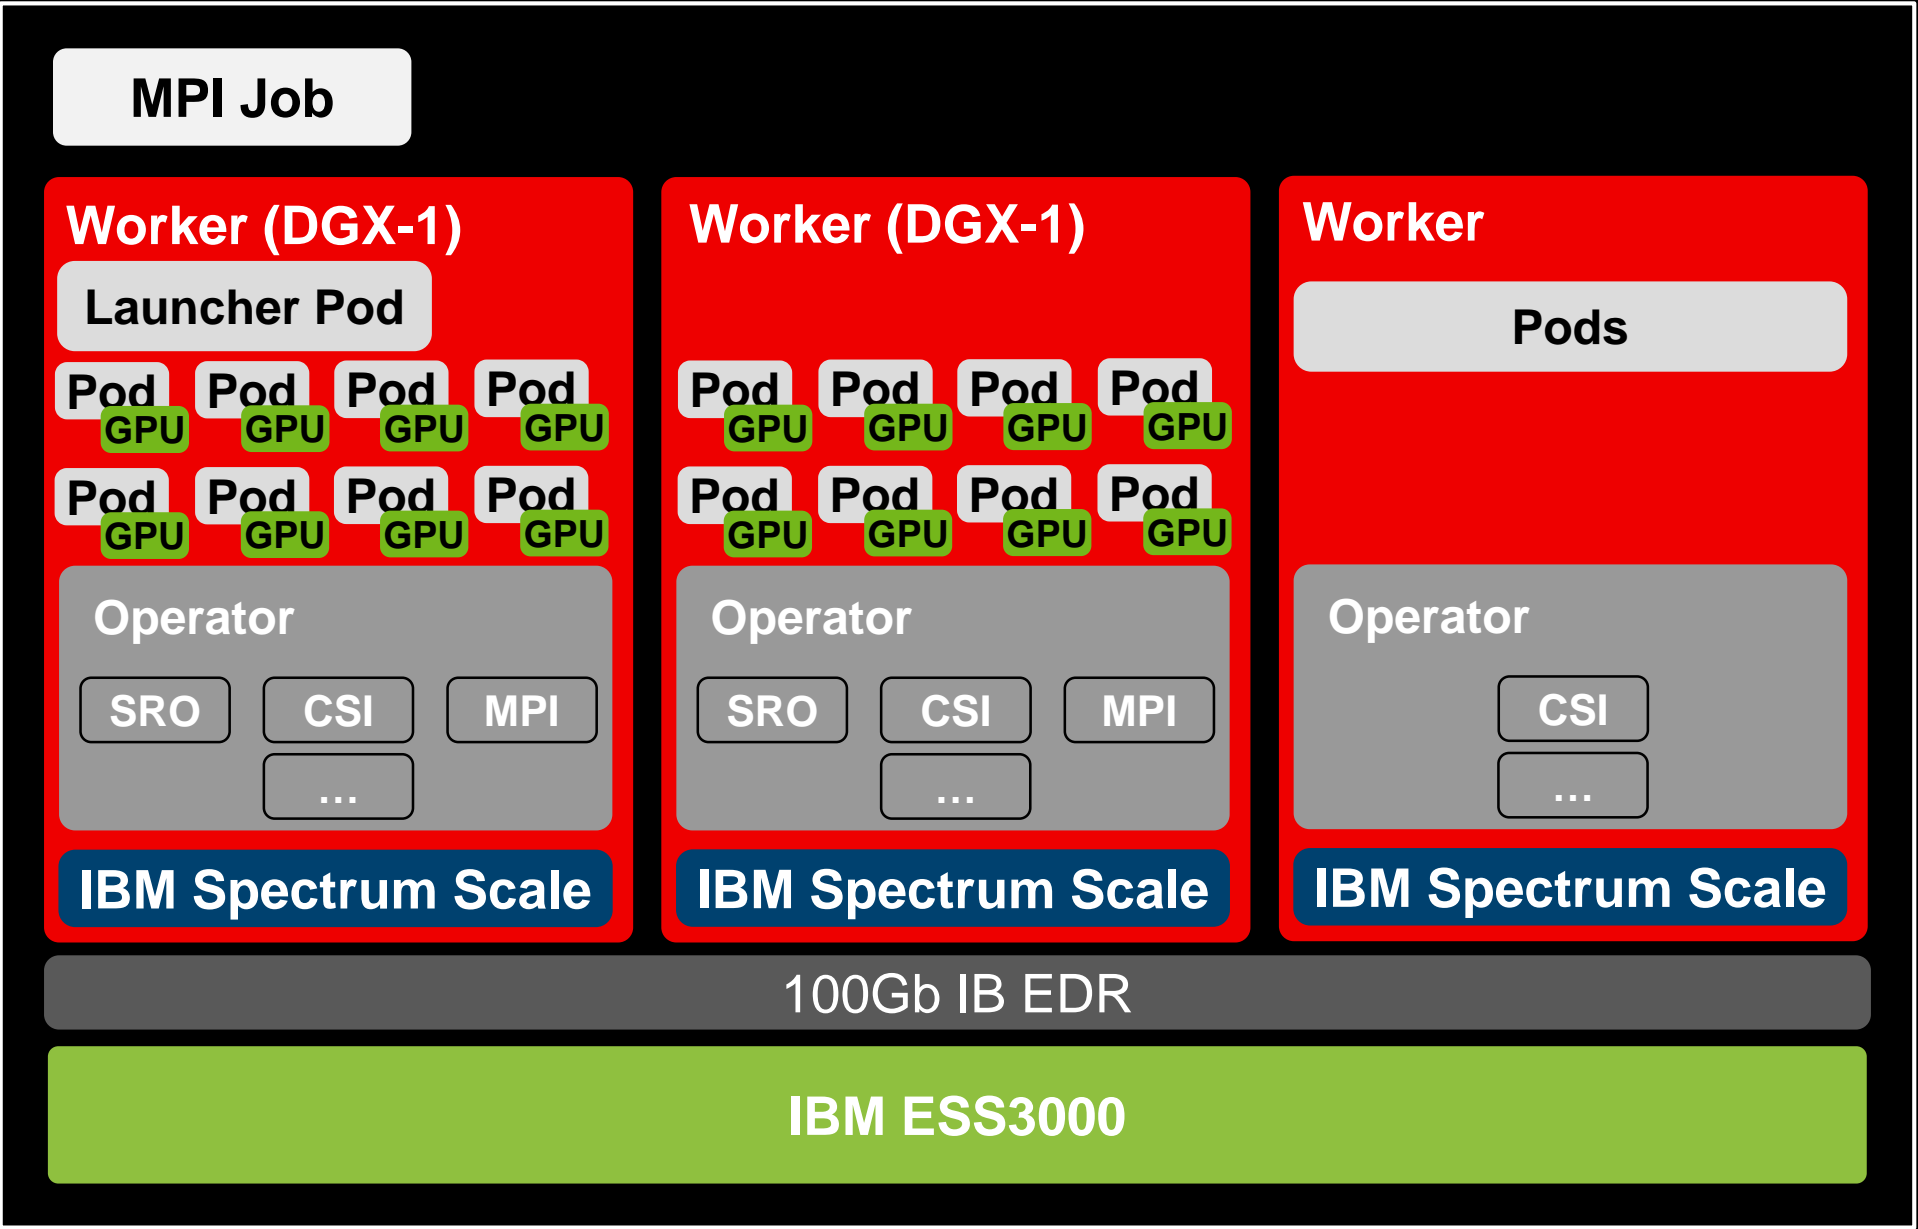 MPI Job
Worker (DGX-1)
Launcher Pod
Pod Pod Pod Pod
GPU GPU GPU GPU
Pod Pod Pod Pod
GPU GPU GPU GPU
Operator
SRO CSI MPI
...
IBM Spectrum Scale
Worker (DGX-1)
Pod Pod Pod Pod
GPU GPU GPU GPU
Pod Pod Pod Pod
GPU GPU GPU GPU
Operator
SRO CSI MPI
...
IBM Spectrum Scale
Worker
Pods
Operator
CSI
...
IBM Spectrum Scale
100Gb IB EDR
IBM ESS3000